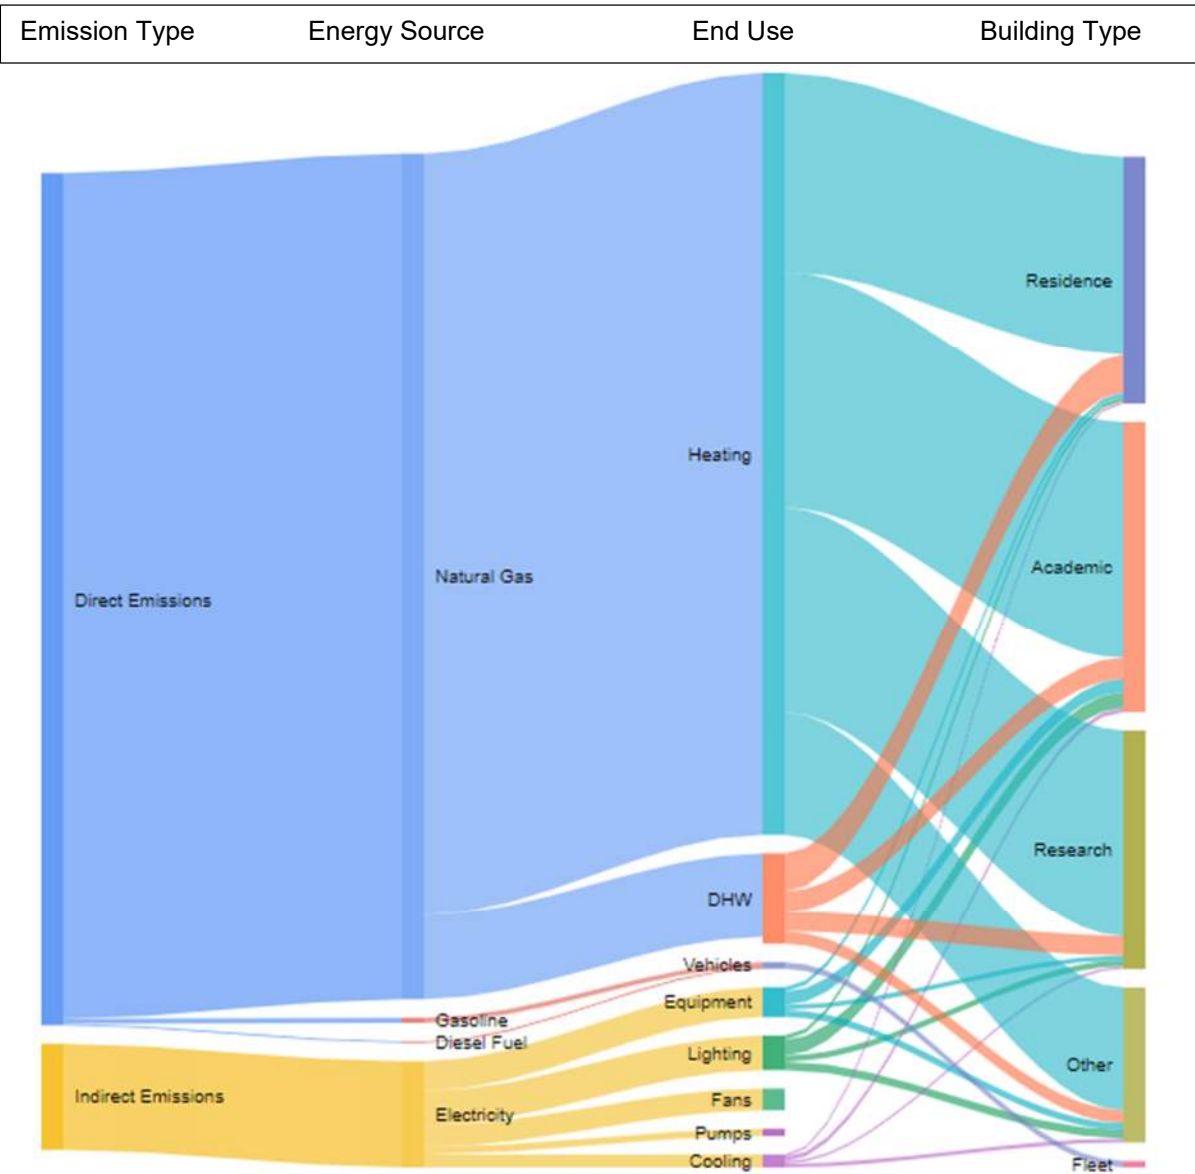 Emission Type Energy Source End Use Building Type
Residence
Heating
Academic
Natural Gas
Direct Emissions
Research
DHW
Vehicles
Equipment
Gasoline
Diesel Fuel
Lighting
Other
Indirect Emissions
Fans
Electricity
Pumps
Cooling
Fleet